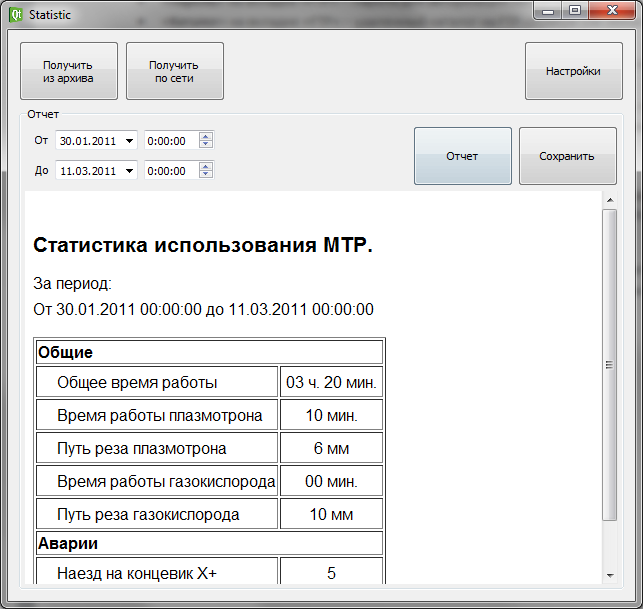 Statistic
Получить
из архива
Получить
по сети
Настройки
Отчет
От 30.01.2011 0:00:00
До 11.03.2011 0:00:00
Отчет
Сохранить
Статистика использования МТР.
За период:
От 30.01.2011 00:00:00 до 11.03.2011 00:00:00
Общие
Общее время работы 03 ч. 20 мин.
Время работы плазмотрона 10 мин.
Путь реза плазмотрона 6 мм
Время работы газокислорода 00 мин.
Путь реза газокислорода 10 мм
Аварии
Наезд на концевик X+ 5